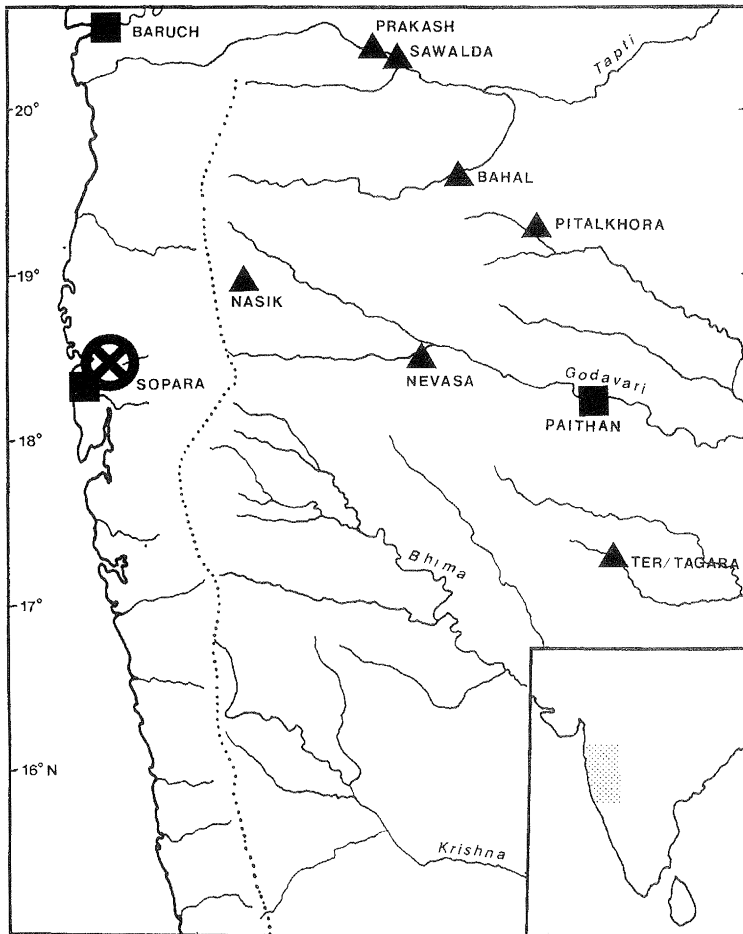 BARUCH
PRAKASH
SAWALDA
Tapti
20°
BAHAL
PITALKHORA
19°
NASIK
SOPARA
NEVASA
Godavari
PAITHAN
18°
Bhima
TER/TAGARA
17°
16°N
Krishna